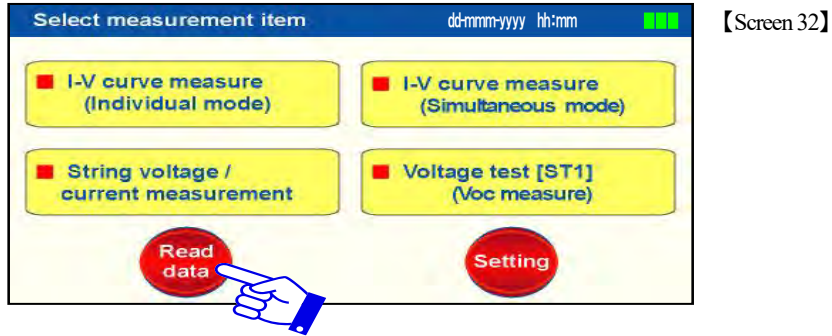 Select measurement item dd-mmm-yyyy hh:mm
【Screen 32】
I-V curve measure
(Individual mode)
I-V curve measure
(Simultaneous mode)
String voltage /
current measurement
Voltage test [ST1]
(Voc measure)
Read
data
Setting